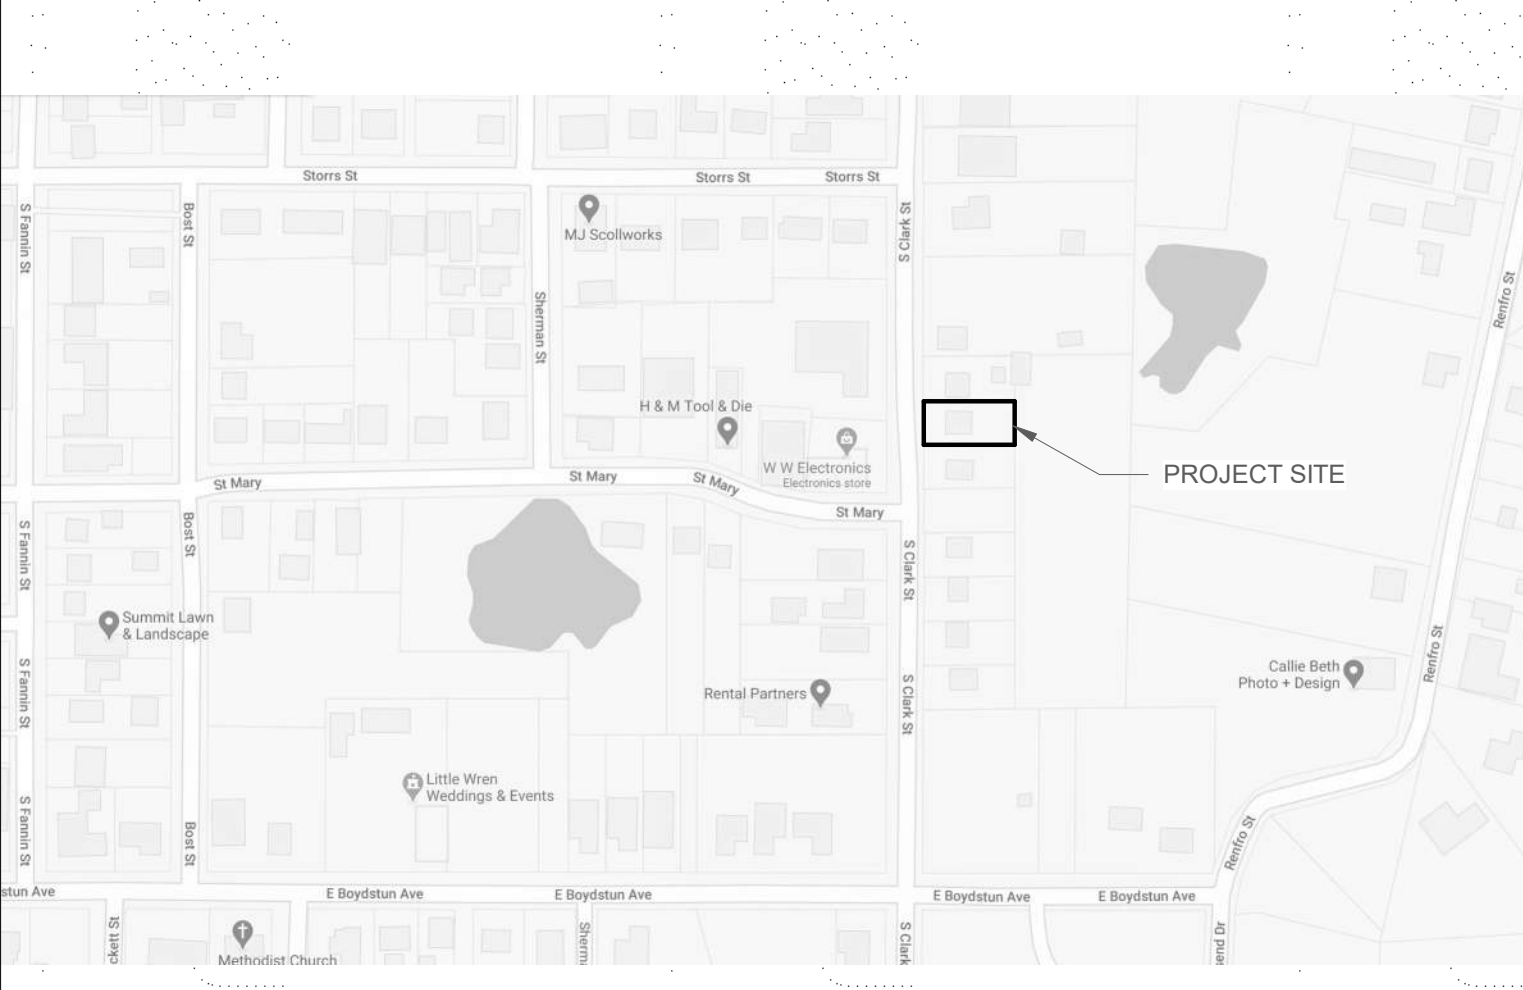 Storrs St
Storrs St
Storrs St
S Fannin St
Bost St
S Clark St
MJ Scollworks
Renfro St
Sherman St
H & M Tool & Die
W W Electronics
Electronics store
PROJECT SITE
St Mary
St Mary
St Mary
St Mary
S Fannin St
Bost St
S Clark St
Summit Lawn
& Landscape
Renfro St
S Fannin St
S Clark St
Rental Partners
Callie Beth
Photo + Design
Little Wren
Weddings & Events
S Fannin St
Bost St
Renfro St
stun Ave
E Boydstun Ave
E Boydstun Ave
E Boydstun Ave
E Boydstun Ave
ckett St
Sherm
S Clark
send Dr
Methodist Church